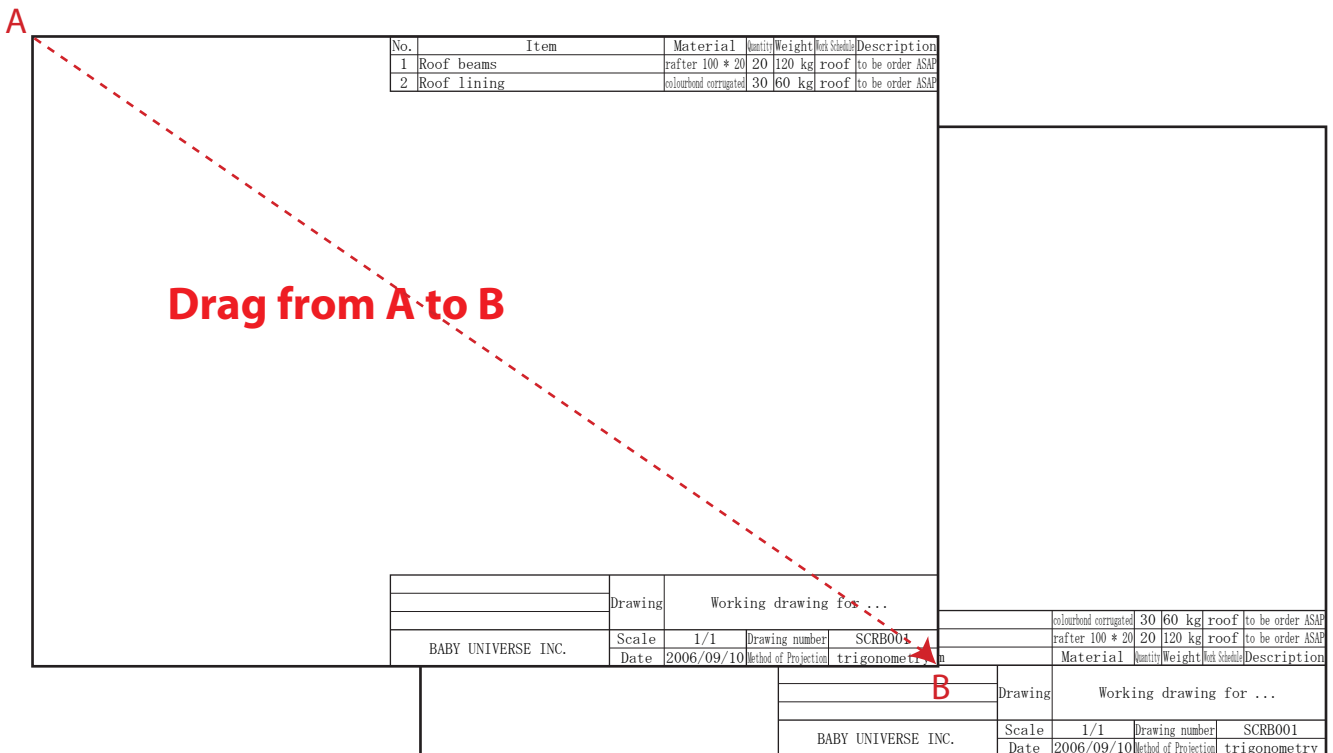 A
No. Item Material Quantity Weight Work Schedule Description
1 Roof beams rafter 100 * 20 20 120 kg roof to be order ASAP
2 Roof lining colourbond corrugated 30 60 kg roof to be order ASAP
Drag from A to B
Drawing Working drawing for ...
BABY UNIVERSE INC.
Scale 1/1 Drawing number SCRB001
Date 2006/09/10 Method of Projection trigonometry
B
colourbond corrugated 30 60 kg roof to be order ASAP
rafter 100 * 20 20 120 kg roof to be order ASAP
m Material Quantity Weight Work Schedule Description
Drawing Working drawing for ...
BABY UNIVERSE INC.
Scale 1/1 Drawing number SCRB001
Date 2006/09/10 Method of Projection trigonometry